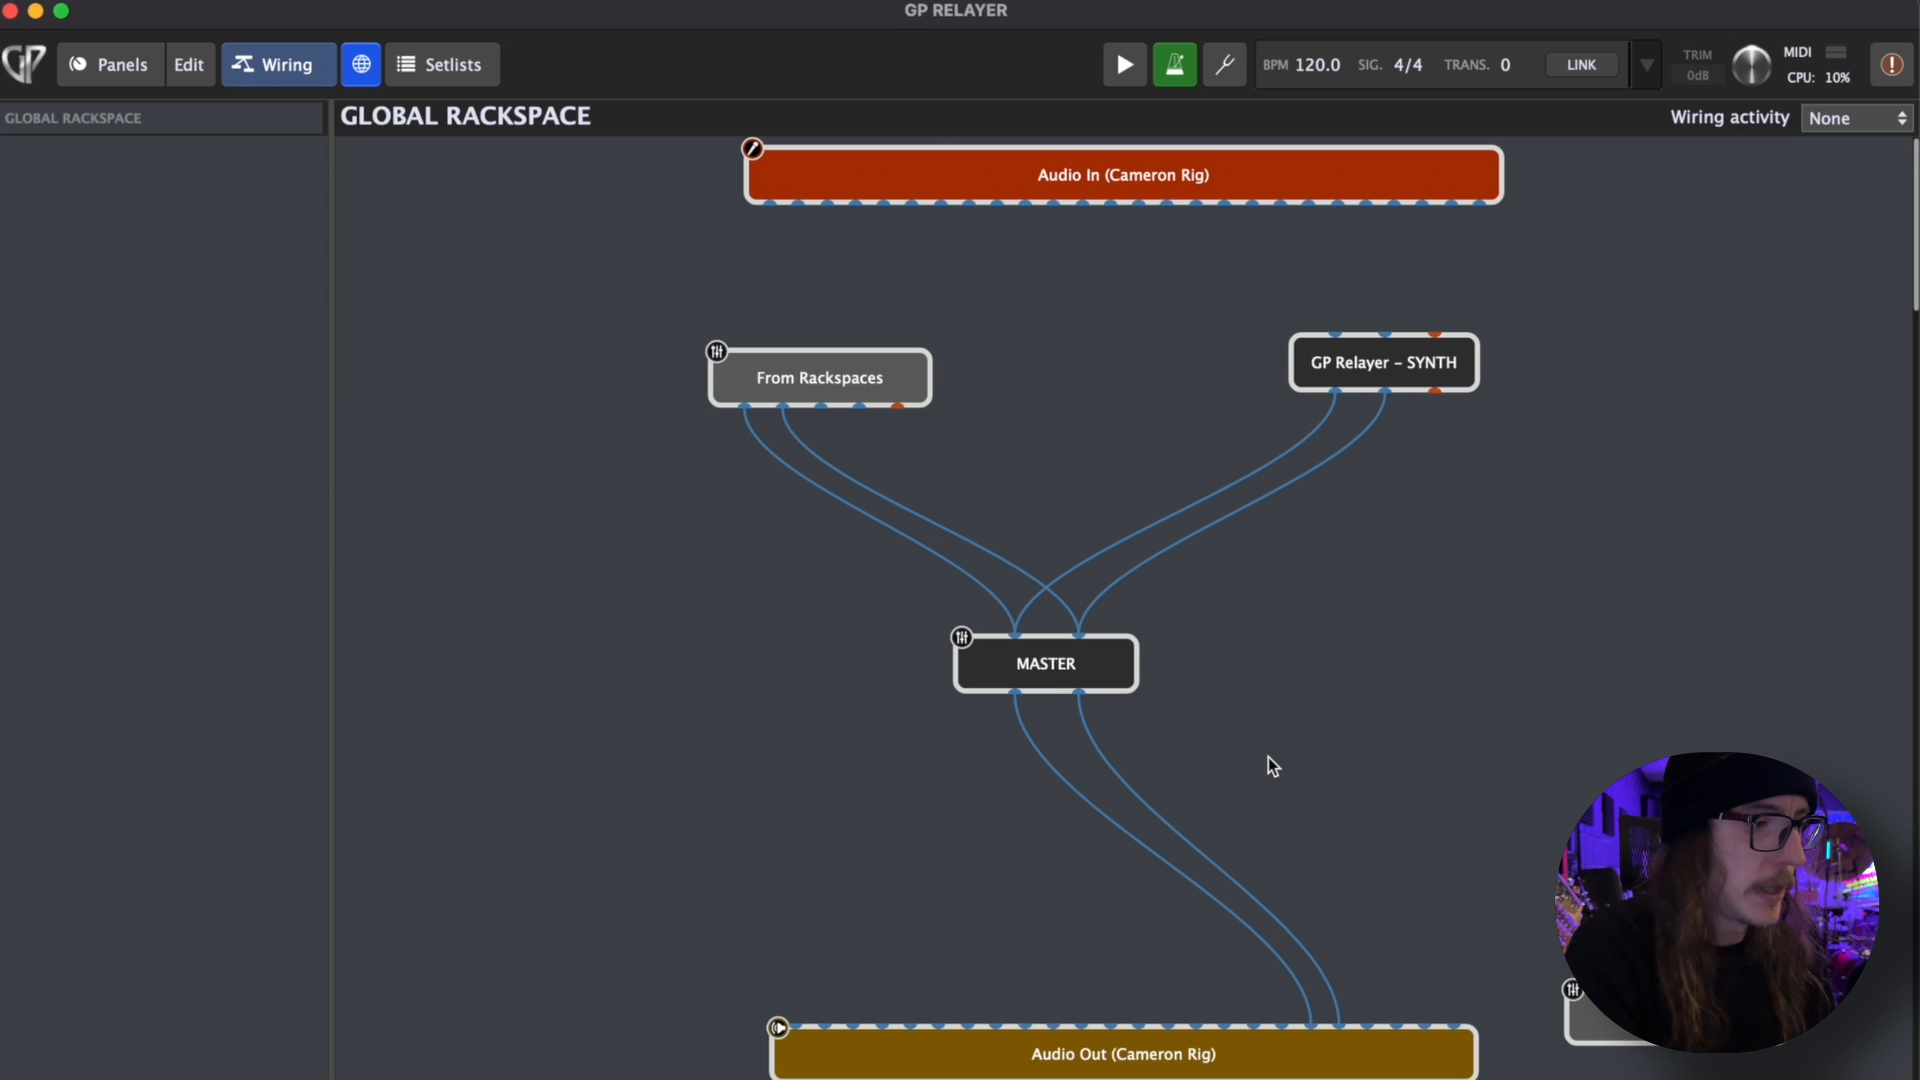 GP RELAYER
GP
Panels
Edit
Wiring
Setlists
BPM 120.0
SIG. 4/4
TRANS. 0
LINK
TRIM
0dB
MIDI
CPU: 10%
GLOBAL RACKSPACE
GLOBAL RACKSPACE
Wiring activity
None
Audio In (Cameron Rig)
From Rackspaces
GP Relayer - SYNTH
MASTER
Audio Out (Cameron Rig)